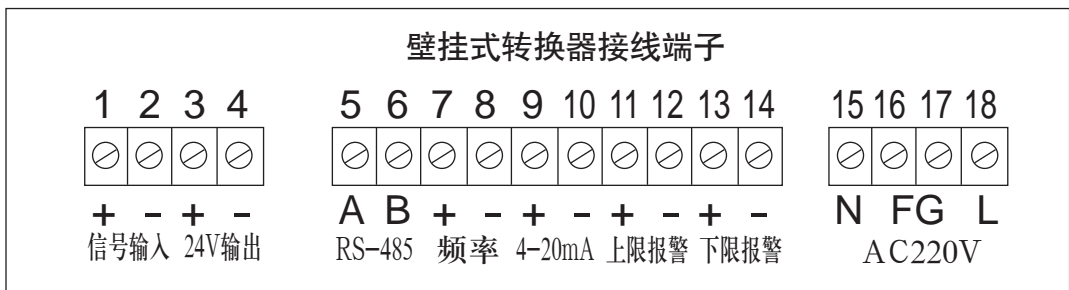 壁挂式转换器接线端子
1 2 3 4 5 6 7 8 9 10 11 12 13 14 15 16 17 18
+ - + - A B + - + - + - + - N FG L
信号输入 24V输出 RS-485 频率 4-20mA 上限报警 下限报警 AC220V